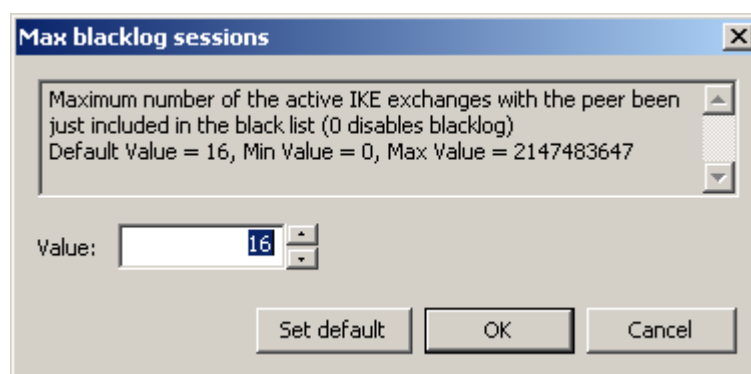 Max blacklog sessions
Maximum number of the active IKE exchanges with the peer been
just included in the black list (0 disables blacklog)
Default Value = 16, Min Value = 0, Max Value = 2147483647
Value: 16
Set default OK Cancel